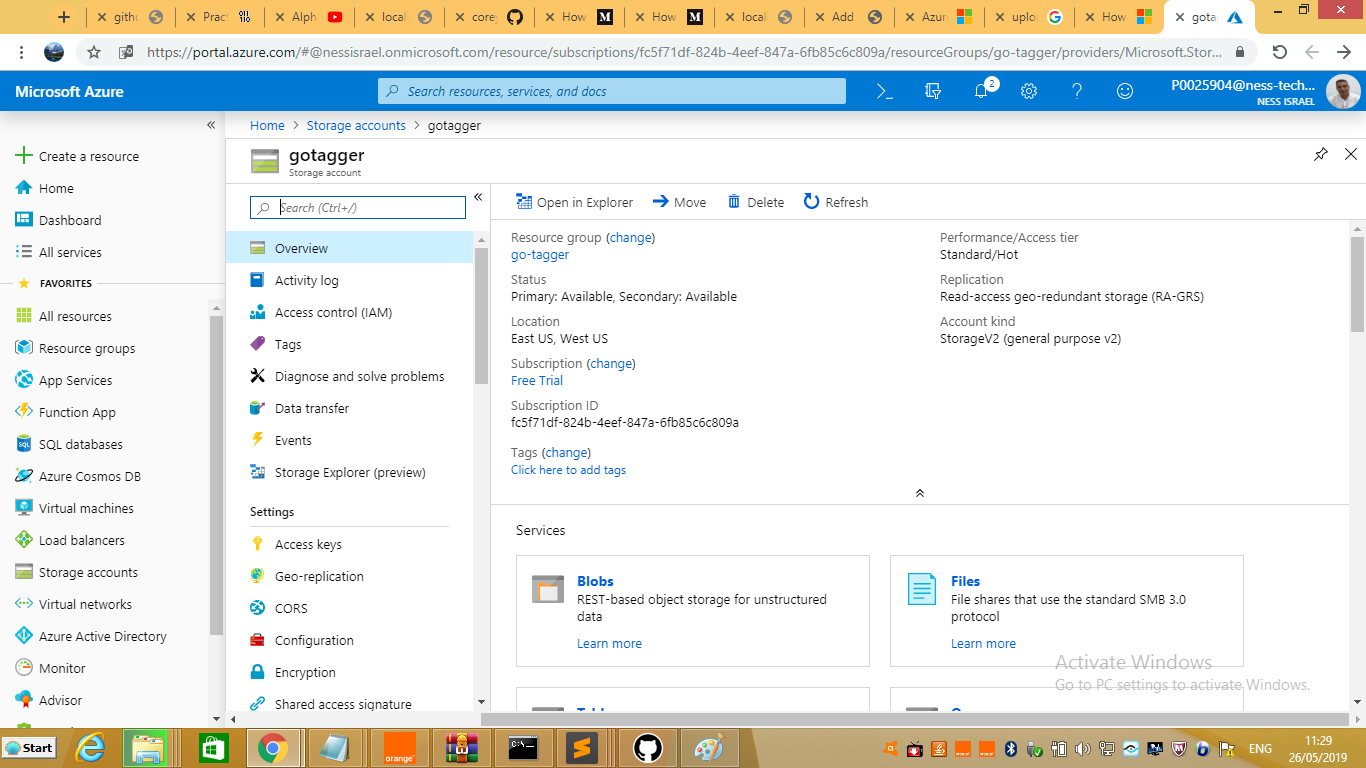 githu
Pract
Alph
local
corey
How
How
local
Add
Azur
uploa
How
gota
https://portal.azure.com/#@nessisrael.onmicrosoft.com/resource/subscriptions/fc5f71df-824b-4eef-847a-6fb85c6c809a/resourceGroups/go-tagger/providers/Microsoft.Stor...
Microsoft Azure
Search resources, services, and docs
2
P0025904@ness-tech...
NESS ISRAEL
Create a resource
Home
Dashboard
All services
FAVORITES
All resources
Resource groups
App Services
Function App
SQL databases
Azure Cosmos DB
Virtual machines
Load balancers
Storage accounts
Virtual networks
Azure Active Directory
Monitor
Advisor
Home > Storage accounts > gotagger
gotagger
Storage account
Search (Ctrl+/)
Overview
Activity log
Access control (IAM)
Tags
Diagnose and solve problems
Data transfer
Events
Storage Explorer (preview)
Settings
Access keys
Geo-replication
CORS
Configuration
Encryption
Shared access signature
Open in Explorer
Move
Delete
Refresh
Resource group (change)
go-tagger
Status
Primary: Available, Secondary: Available
Location
East US, West US
Subscription (change)
Free Trial
Subscription ID
fc5f71df-824b-4eef-847a-6fb85c6c809a
Tags (change)
Click here to add tags
Performance/Access tier
Standard/Hot
Replication
Read-access geo-redundant storage (RA-GRS)
Account kind
StorageV2 (general purpose v2)
Services
Blobs
REST-based object storage for unstructured
data
Learn more
Files
File shares that use the standard SMB 3.0
protocol
Learn more
Activate Windows
Go to PC settings to activate Windows.
Start
orange
ENG
11:29
26/05/2019